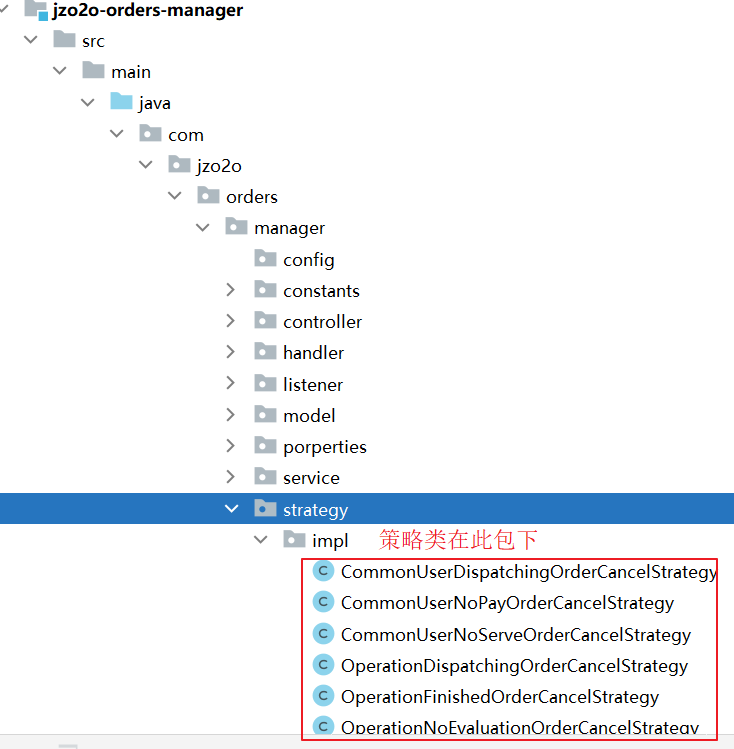 jzo2o-orders-manager
src
main
java
com
jzo2o
orders
manager
config
constants
controller
handler
listener
model
porperties
service
strategy
impl 策略类在此包下
C CommonUserDispatchingOrderCancelStrategy
C CommonUserNoPayOrderCancelStrategy
C CommonUserNoServeOrderCancelStrategy
C OperationDispatchingOrderCancelStrategy
C OperationFinishedOrderCancelStrategy
C OperationNoEvaluationOrderCancelStrategy